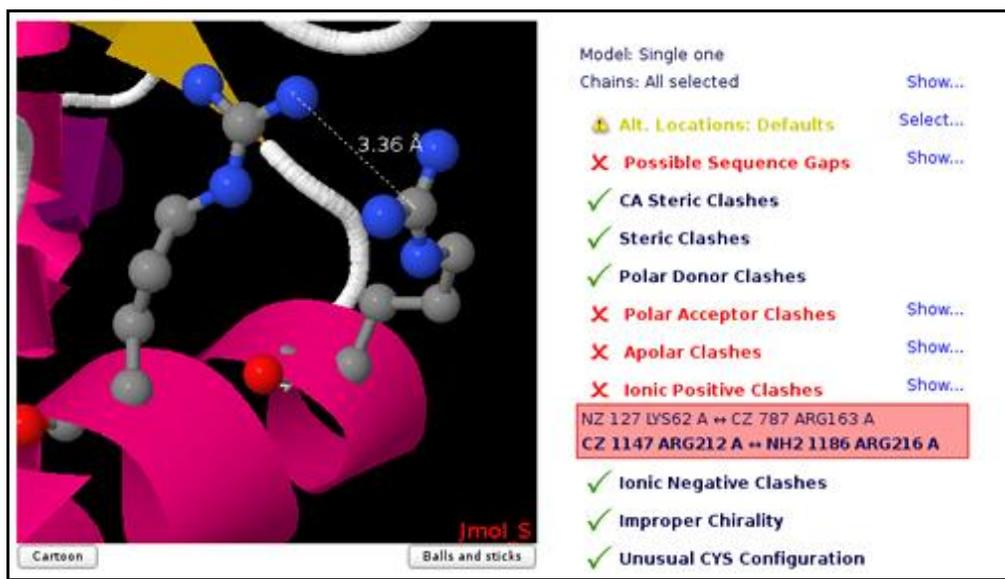 3.36 Å
Jmol_S
Cartoon
Balls and sticks
Model: Single one
Chains: All selected Show...
Alt. Locations: Defaults Select...
Possible Sequence Gaps Show...
CA Steric Clashes
Steric Clashes
Polar Donor Clashes
Polar Acceptor Clashes Show...
Apolar Clashes Show...
Ionic Positive Clashes Show...
NZ 127 LYS62 A ↔ CZ 787 ARG163 A
CZ 1147 ARG212 A ↔ NH2 1186 ARG216 A
Ionic Negative Clashes
Improper Chirality
Unusual CYS Configuration